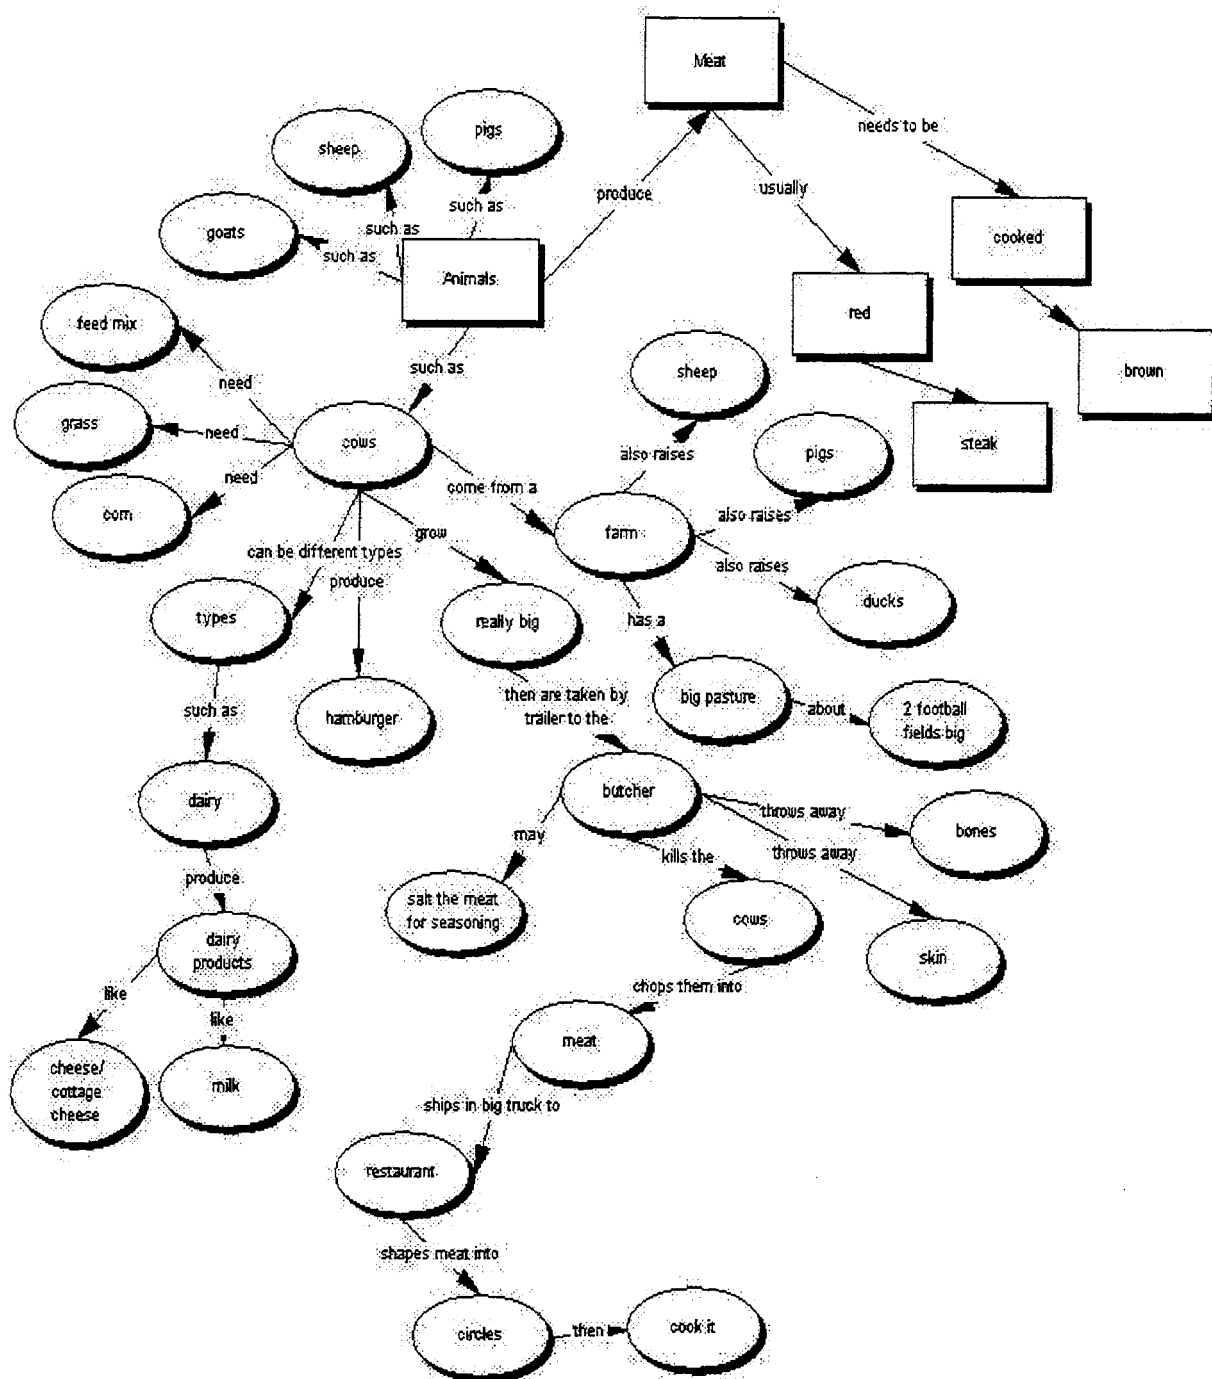 Meat
needs to be
pigs
sheep
produce
usually
such as
such as
goats
such as
cooked
Animals
red
feed mix
such as
sheep
brown
need
grass
need
cows
steak
pigs
also raises
need
come from a
corn
farm
also raises
grow
can be different types
also raises
produce
types
really big
ducks
has a
then are taken by
trailer to the
big pasture
about
2 football
fields big
such as
hamburger
butcher
dairy
throws away
bones
may
kills the
throws away
produce
salt the meat
for seasoning
cows
dairy
products
skin
chops them into
like
like
meat
cheese/
cottage
cheese
milk
ships in big truck to
restaurant
shapes meat into
circles
then
cook it